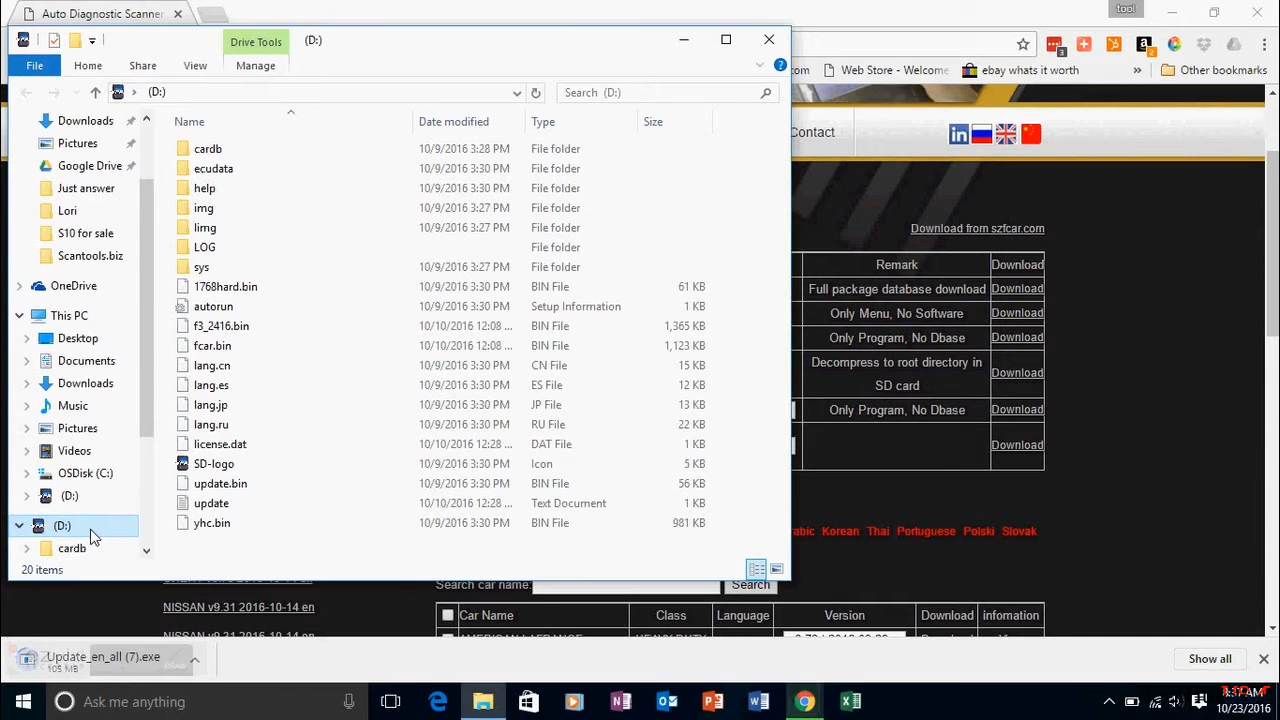 Auto Diagnostic Scanner
tool
Drive Tools
(D:)
File
Home
Share
View
Manage
(D:)
Search (D:)
3
2
.com
Web Store - Welcome
ebay whats it worth
»
Other bookmarks
Contact
Name
Date modified
Type
Size
Downloads
Pictures
Google Drive
Just answer
Lori
S10 for sale
Scantools.biz
OneDrive
This PC
Desktop
Documents
Downloads
Music
Pictures
Videos
OSDisk (C:)
(D:)
(D:)
cardb
cardb 10/9/2016 3:28 PM File folder
ecudata 10/9/2016 3:30 PM File folder
help 10/9/2016 3:30 PM File folder
img 10/9/2016 3:27 PM File folder
limg 10/9/2016 3:27 PM File folder
LOG File folder
sys 10/9/2016 3:27 PM File folder
1768hard.bin 10/9/2016 3:30 PM BIN File 61 KB
autorun 10/9/2016 3:30 PM Setup Information 1 KB
f3_2416.bin 10/10/2016 12:08 ... BIN File 1,365 KB
fcar.bin 10/10/2016 12:08 ... BIN File 1,123 KB
lang.cn 10/9/2016 3:30 PM CN File 15 KB
lang.es 10/9/2016 3:30 PM ES File 12 KB
lang.jp 10/9/2016 3:30 PM JP File 13 KB
lang.ru 10/9/2016 3:30 PM RU File 22 KB
license.dat 10/10/2016 12:28 ... DAT File 1 KB
SD-logo 10/9/2016 3:30 PM Icon 5 KB
update.bin 10/9/2016 3:30 PM BIN File 56 KB
update 10/10/2016 12:28 ... Text Document 1 KB
yhc.bin 10/9/2016 3:30 PM BIN File 981 KB
20 items
Download from szfcar.com
Remark Download
Full package database download Download
Only Menu, No Software Download
Only Program, No Dbase Download
Decompress to root directory in
SD card
Download
Only Program, No Dbase Download
Download
abic Korean Thai Portuguese Polski Slovak
Search car name: Search
NISSAN v9.31 2016-10-14 en
Car Name Class Language Version Download infomation
Update_en_all (7).exe
105 MB
Show all
Ask me anything
10/23/2016